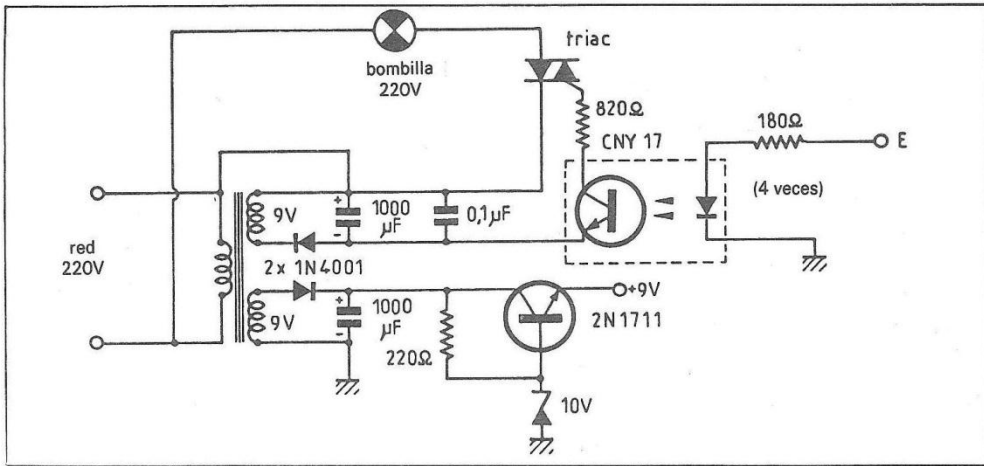 triac
bombilla
220V
820Ω
CNY 17
180Ω
E
(4 veces)
9V
+
1000
µF
-
0,1µF
red
220V
2 x 1N4001
+
1000
µF
-
9V
220Ω
+9V
2N1711
10V